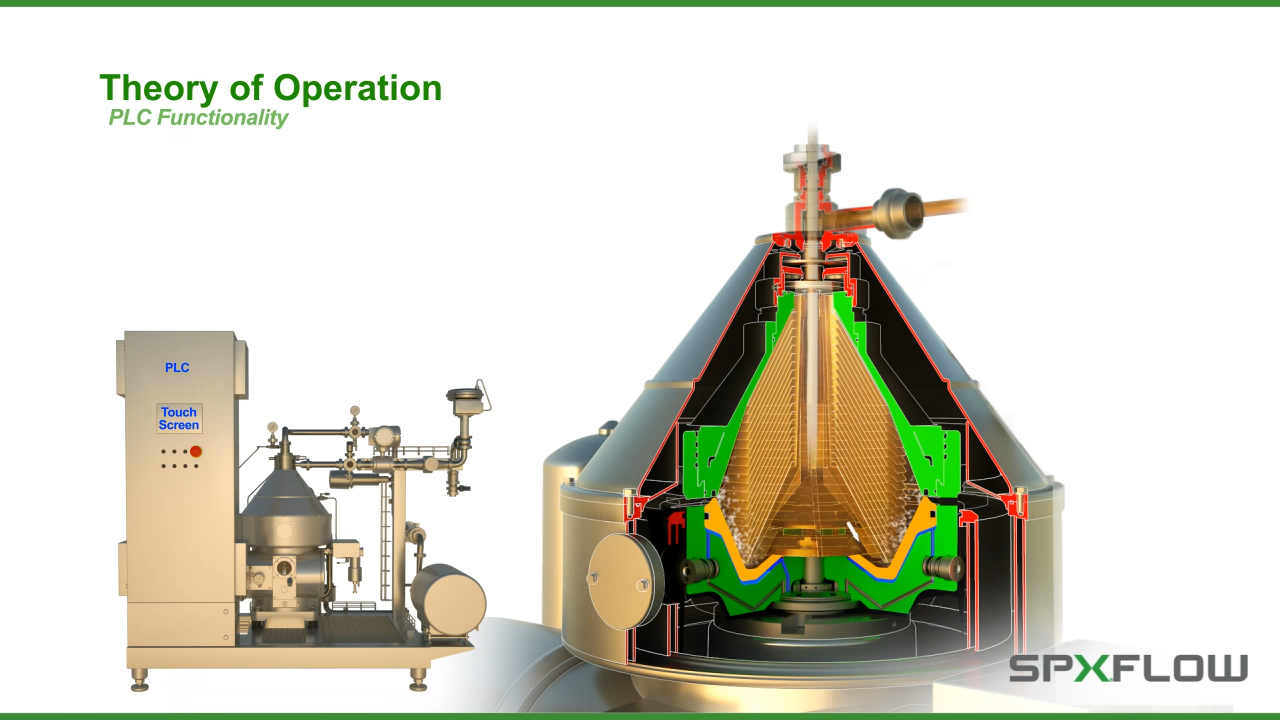 Theory of Operation
PLC Functionality
PLC
Touch
Screen
SPXFLOW